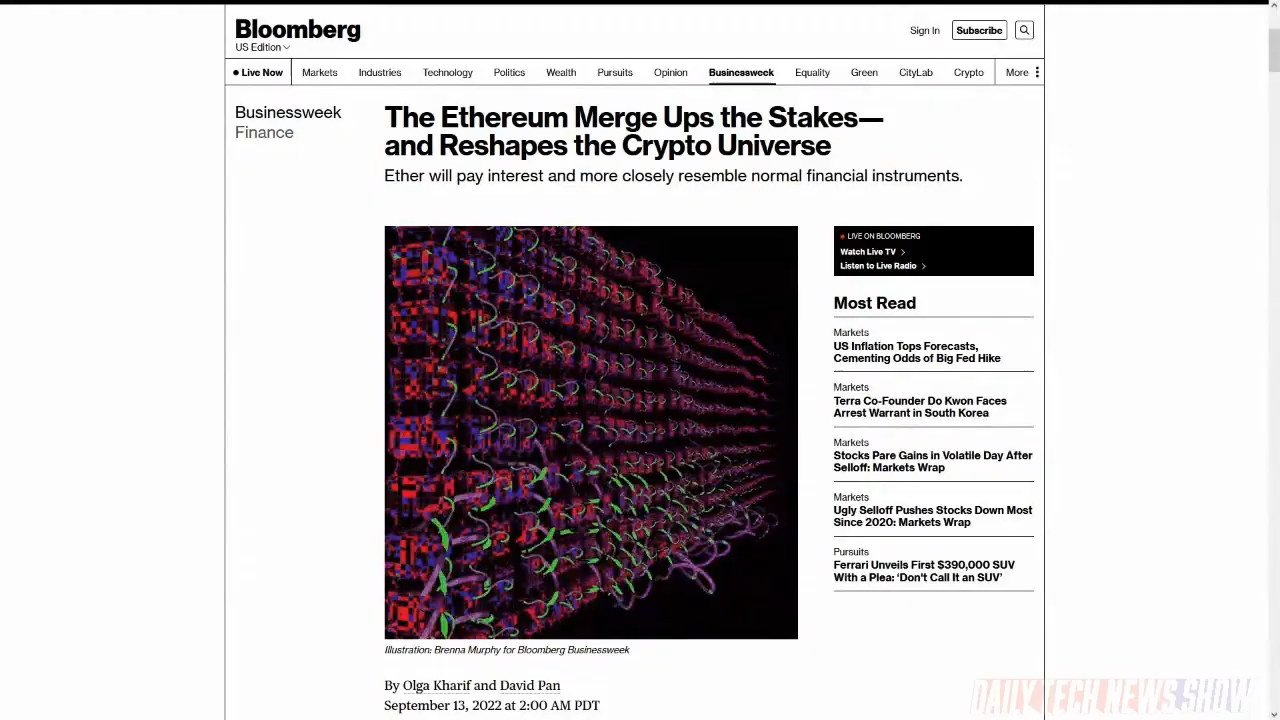 Bloomberg
US Edition
Sign In
Subscribe
Live Now
Markets
Industries
Technology
Politics
Wealth
Pursuits
Opinion
Businessweek
Equality
Green
CityLab
Crypto
More
Businessweek
Finance
The Ethereum Merge Ups the Stakes—
and Reshapes the Crypto Universe
Ether will pay interest and more closely resemble normal financial instruments.
LIVE ON BLOOMBERG
Watch Live TV
Listen to Live Radio
Most Read
Markets
US Inflation Tops Forecasts,
Cementing Odds of Big Fed Hike
Markets
Terra Co-Founder Do Kwon Faces
Arrest Warrant in South Korea
Markets
Stocks Pare Gains in Volatile Day After
Selloff: Markets Wrap
Markets
Ugly Selloff Pushes Stocks Down Most
Since 2020: Markets Wrap
Pursuits
Ferrari Unveils First $390,000 SUV
With a Plea: ‘Don't Call It an SUV’
Illustration: Brenna Murphy for Bloomberg Businessweek
By Olga Kharif and David Pan
September 13, 2022 at 2:00 AM PDT
DAILY TECH NEWS SHOW